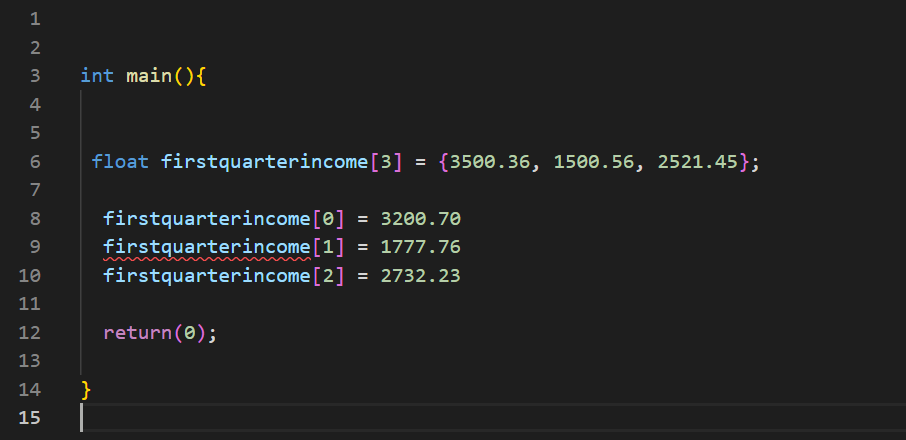 1
2
3 int main(){
4
5
6 float firstquarterincome[3] = {3500.36, 1500.56, 2521.45};
7
8 firstquarterincome[0] = 3200.70
9 firstquarterincome[1] = 1777.76
10 firstquarterincome[2] = 2732.23
11
12 return(0);
13
14 }
15